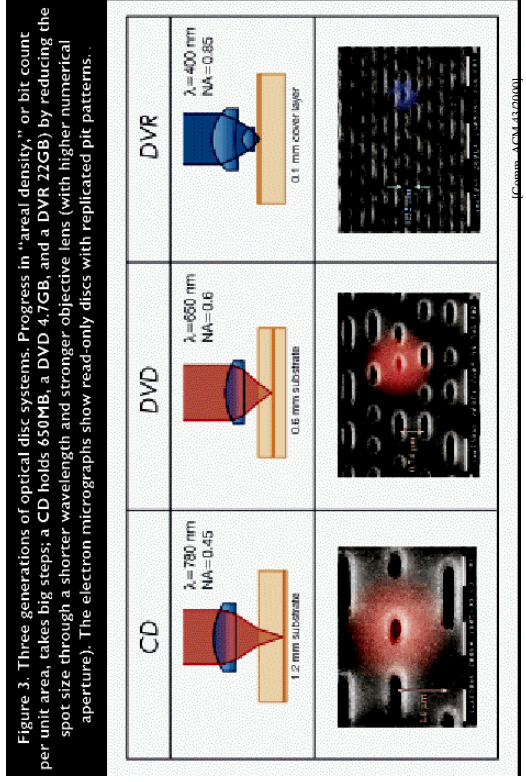 Figure 3. Three generations of optical disc systems. Progress in "areal density," or bit count
per unit area, takes big steps; a CD holds 650MB, a DVD 4.7GB, and a DVR 22GB) by reducing the
spot size through a shorter wavelength and stronger objective lens (with higher numerical
aperture). The electron micrographs show read-only discs with replicated pit patterns.
CD
DVD
DVR
λ=780 nm
NA=0.45
1.2 mm substrate
λ=650 nm
NA=0.6
0.6 mm substrate
λ=400 nm
NA=0.85
0.1 mm cover layer
[Comm. ACM 43(2000)]